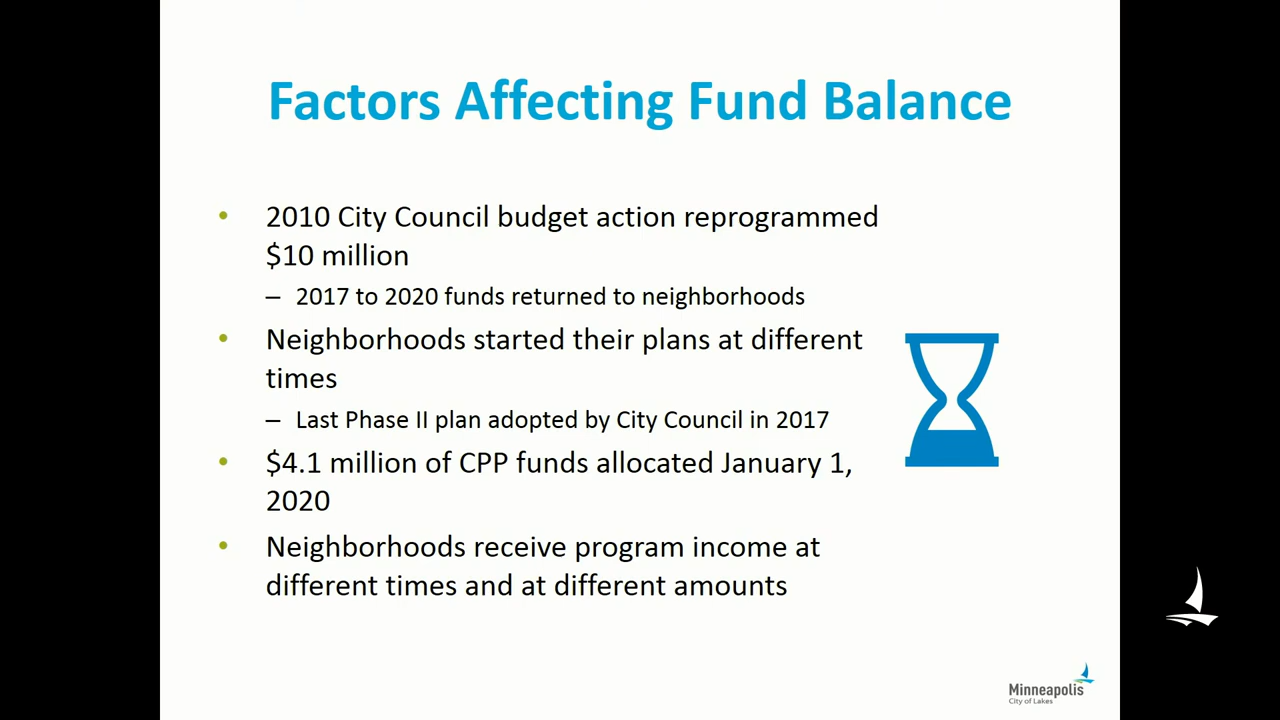 Factors Affecting Fund Balance
• 2010 City Council budget action reprogrammed
$10 million
– 2017 to 2020 funds returned to neighborhoods
• Neighborhoods started their plans at different
times
– Last Phase II plan adopted by City Council in 2017
• $4.1 million of CPP funds allocated January 1,
2020
• Neighborhoods receive program income at
different times and at different amounts
Minneapolis
City of Lakes